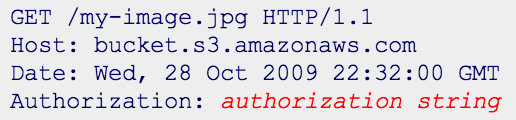 GET /my-image.jpg HTTP/1.1
Host: bucket.s3.amazonaws.com
Date: Wed, 28 Oct 2009 22:32:00 GMT
Authorization: authorization string